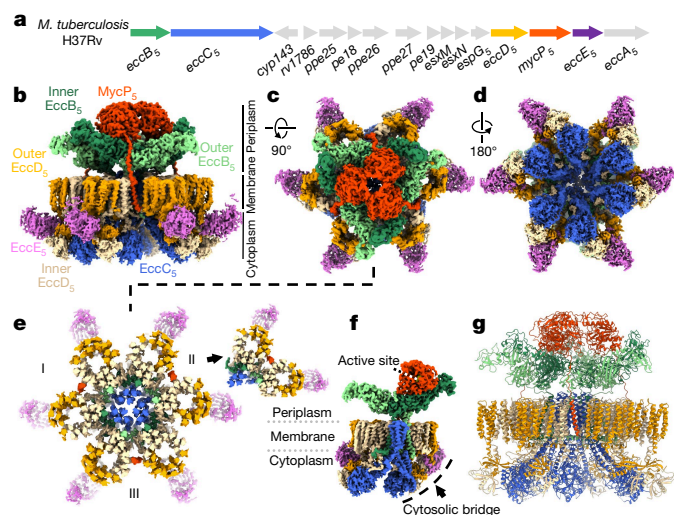 a
M. tuberculosis
H37Rv
eccB5
eccC5
cyp143
rv1786
ppe25
pe18
ppe26
ppe27
pe19
esxM
esxN
espG5
eccD5
mycP5
eccE5
eccA5
b
Inner
EccB5
MycP5
Outer
EccD5
Outer
EccB5
EccE5
Inner
EccD5
EccC5
Periplasm
Membrane
Cytoplasm
c
90°
d
180°
e
I
II
III
f
Active site
Periplasm
Membrane
Cytoplasm
Cytosolic bridge
g